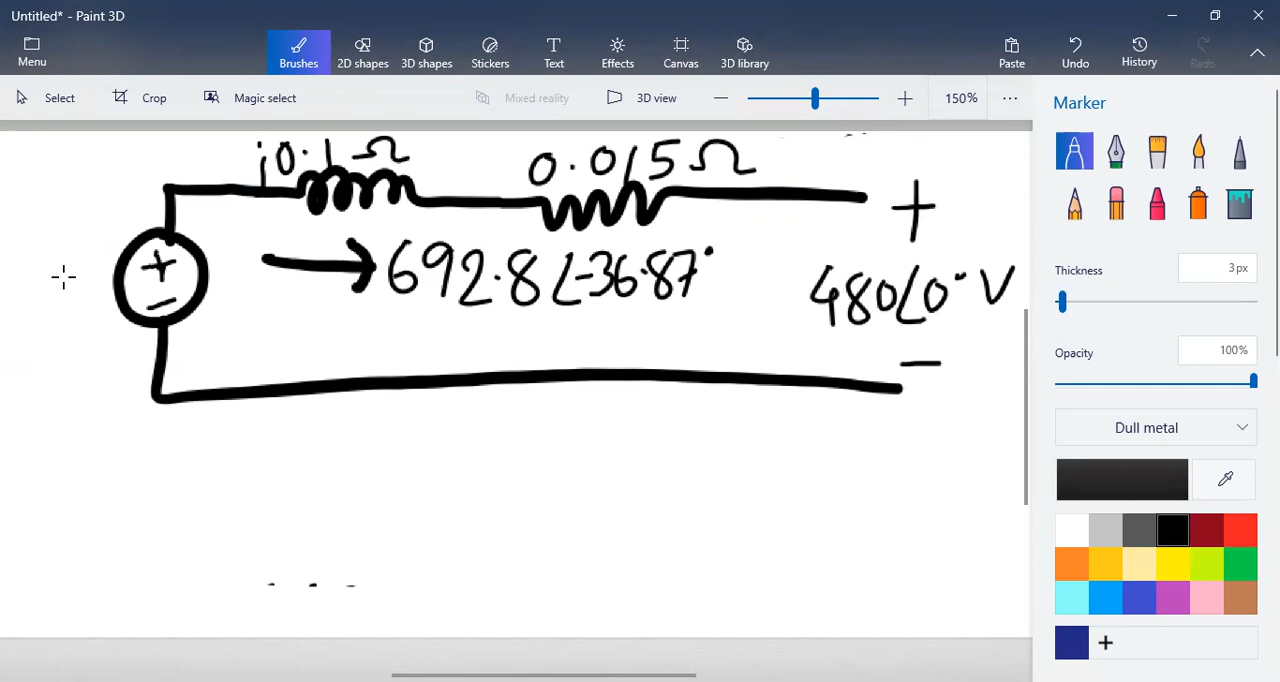 Untitled* - Paint 3D
Menu
Brushes
2D shapes
3D shapes
Stickers
Text
Effects
Canvas
3D library
Paste
Undo
History
Redo
Select
Crop
Magic select
Mixed reality
3D view
150%
Marker
Thickness
3px
Opacity
100%
Dull metal
j0.1 Ω
0.015 Ω
+
+
−
692.8∠-36.87°
480∠0° V
−